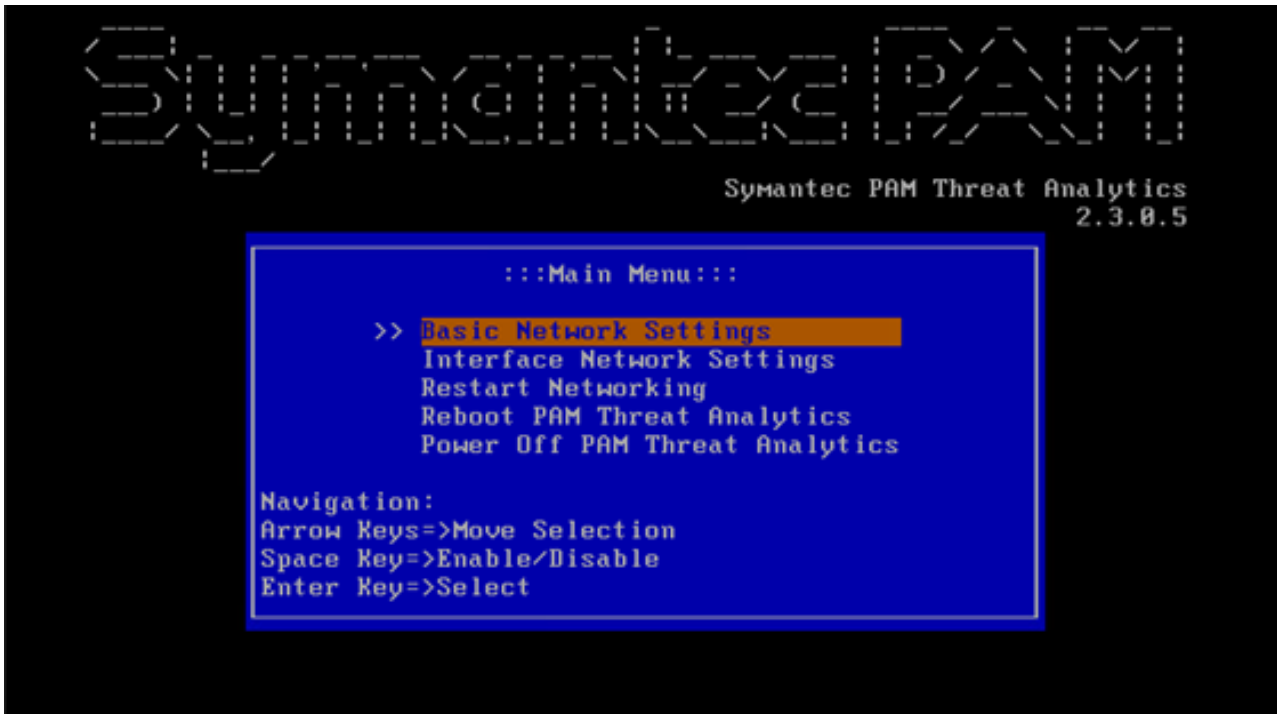 Symantec PAM
Symantec PAM Threat Analytics
2.3.0.5
:::Main Menu:::
>> Basic Network Settings
Interface Network Settings
Restart Networking
Reboot PAM Threat Analytics
Power Off PAM Threat Analytics
Navigation:
Arrow Keys=>Move Selection
Space Key=>Enable/Disable
Enter Key=>Select